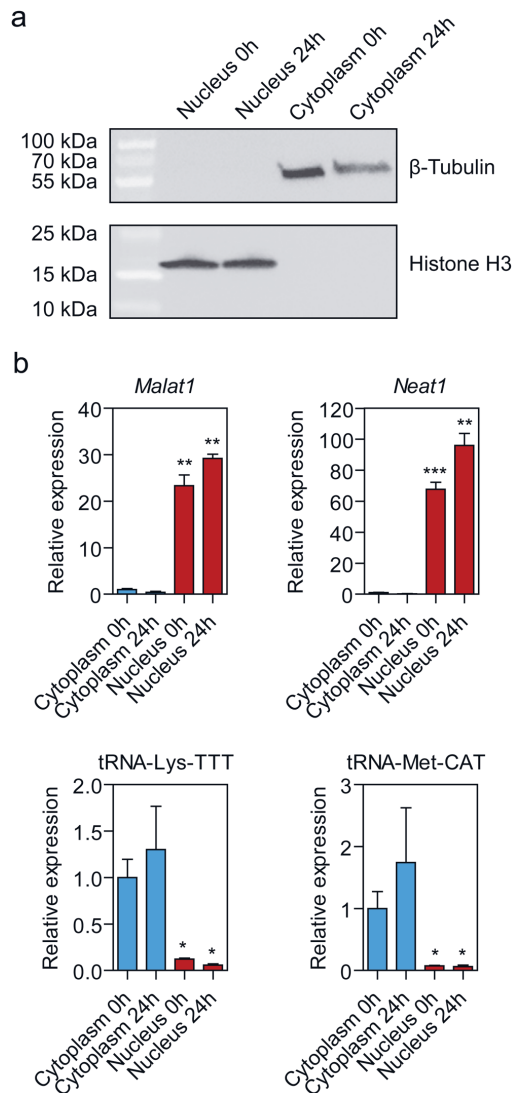 a
Nucleus 0h
Nucleus 24h
Cytoplasm 0h
Cytoplasm 24h
100 kDa
70 kDa
55 kDa
β-Tubulin
25 kDa
15 kDa
10 kDa
Histone H3
b
Malat1
Relative expression
40
30
20
10
0
**
**
Cytoplasm 0h
Cytoplasm 24h
Nucleus 0h
Nucleus 24h
Neat1
Relative expression
120
100
80
60
40
20
0
***
**
Cytoplasm 0h
Cytoplasm 24h
Nucleus 0h
Nucleus 24h
tRNA-Lys-TTT
Relative expression
2.0
1.5
1.0
0.5
0.0
*
*
Cytoplasm 0h
Cytoplasm 24h
Nucleus 0h
Nucleus 24h
tRNA-Met-CAT
Relative expression
3
2
1
0
*
*
Cytoplasm 0h
Cytoplasm 24h
Nucleus 0h
Nucleus 24h